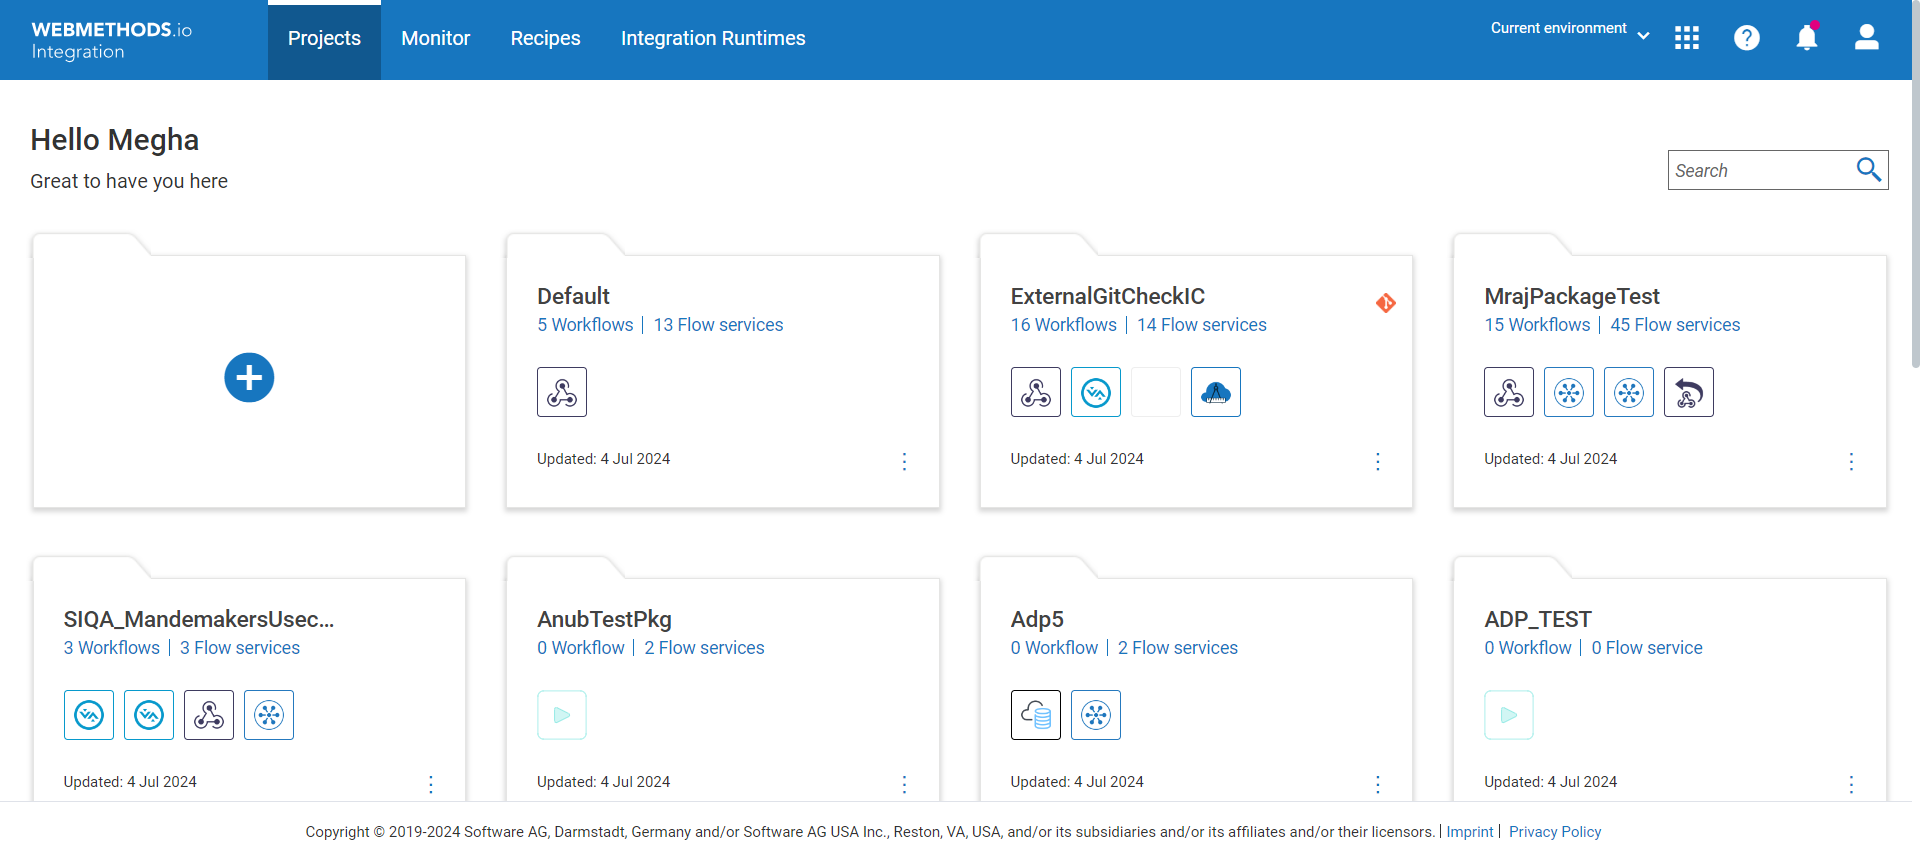 WEBMETHODS.io
Integration
Projects
Monitor
Recipes
Integration Runtimes
Current environment
Hello Megha
Great to have you here
Search
Default
5 Workflows | 13 Flow services
Updated: 4 Jul 2024
ExternalGitCheckIC
16 Workflows | 14 Flow services
Updated: 4 Jul 2024
MrajPackageTest
15 Workflows | 45 Flow services
Updated: 4 Jul 2024
SIQA_MandemakersUsec...
3 Workflows | 3 Flow services
Updated: 4 Jul 2024
AnubTestPkg
0 Workflow | 2 Flow services
Updated: 4 Jul 2024
Adp5
0 Workflow | 2 Flow services
Updated: 4 Jul 2024
ADP_TEST
0 Workflow | 0 Flow service
Updated: 4 Jul 2024
Copyright © 2019-2024 Software AG, Darmstadt, Germany and/or Software AG USA Inc., Reston, VA, USA, and/or its subsidiaries and/or its affiliates and/or their licensors. | Imprint | Privacy Policy